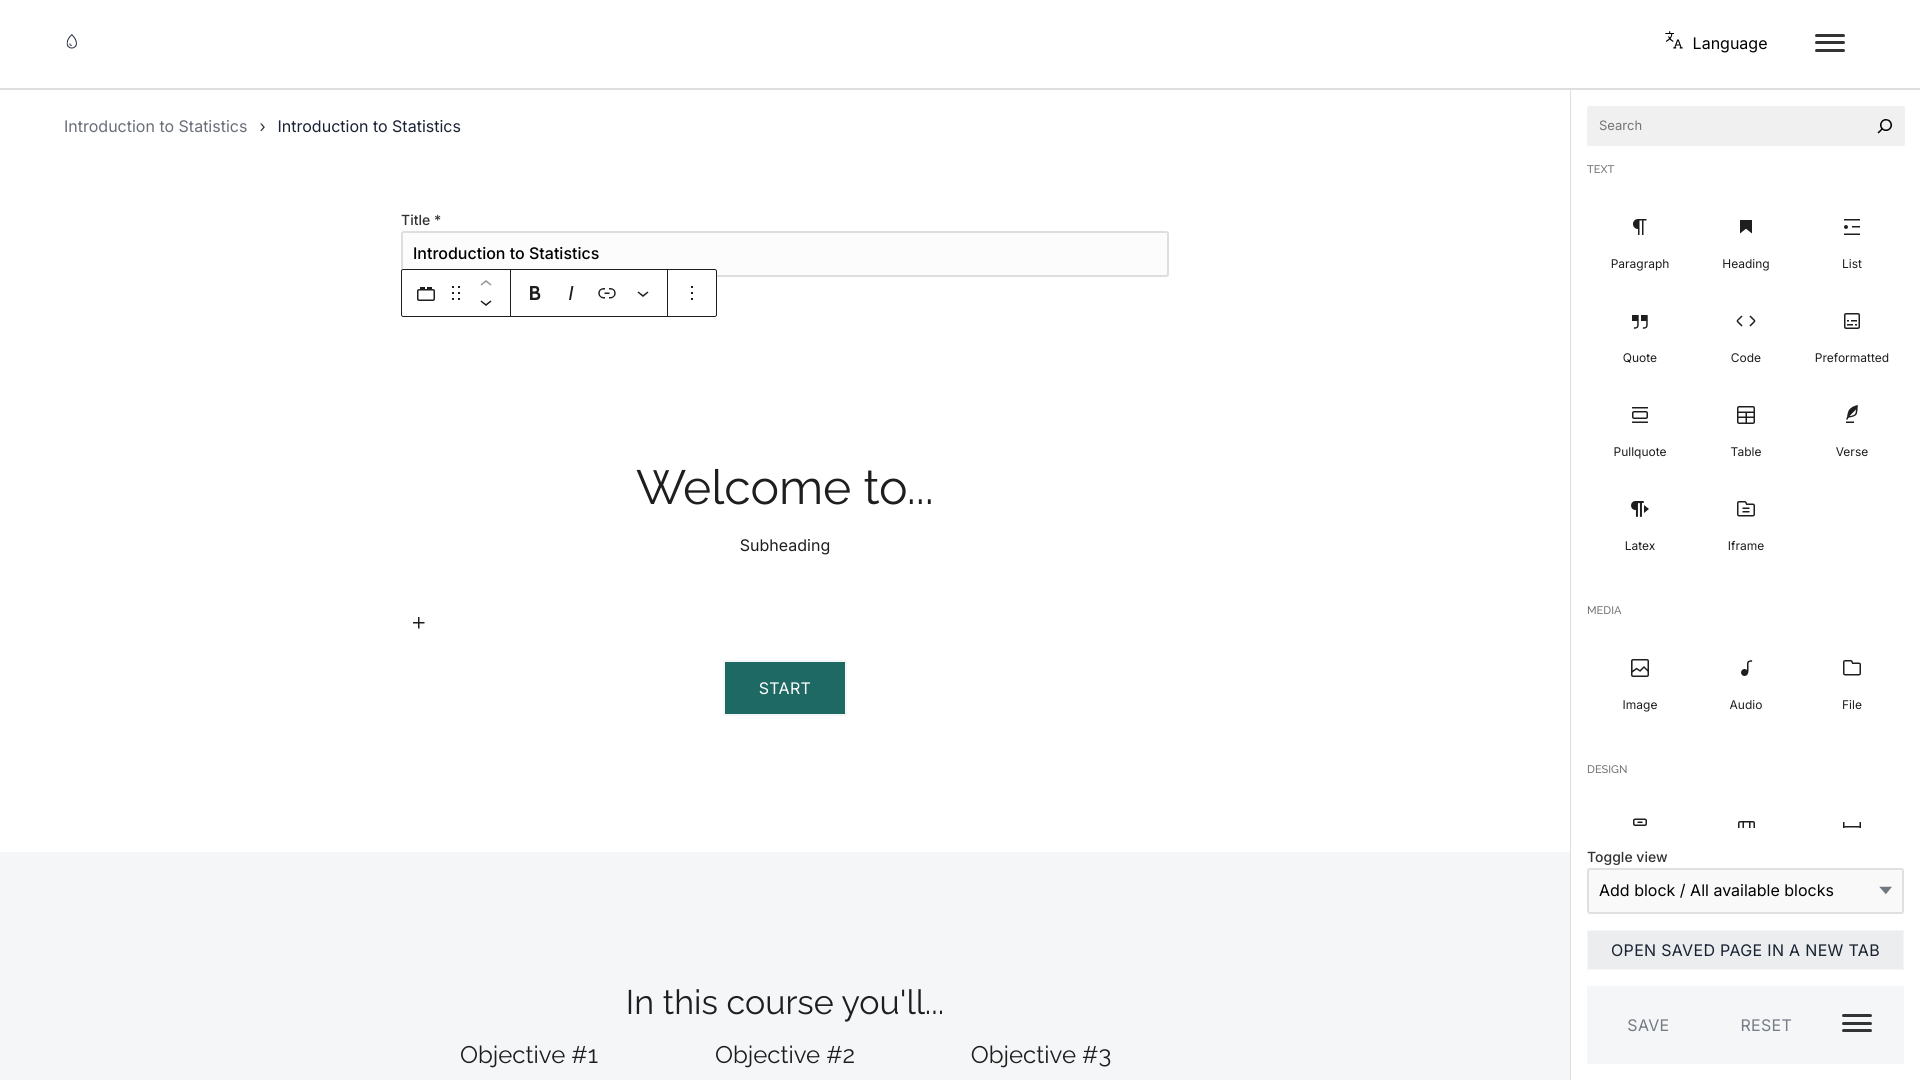 Language
Introduction to Statistics › Introduction to Statistics
Title *
Introduction to Statistics
B I
Welcome to...
Subheading
+
START
In this course you'll...
Objective #1 Objective #2 Objective #3
Search
TEXT
Paragraph Heading List
Quote Code Preformatted
Pullquote Table Verse
Latex Iframe
MEDIA
Image Audio File
DESIGN
Toggle view
Add block / All available blocks
OPEN SAVED PAGE IN A NEW TAB
SAVE RESET